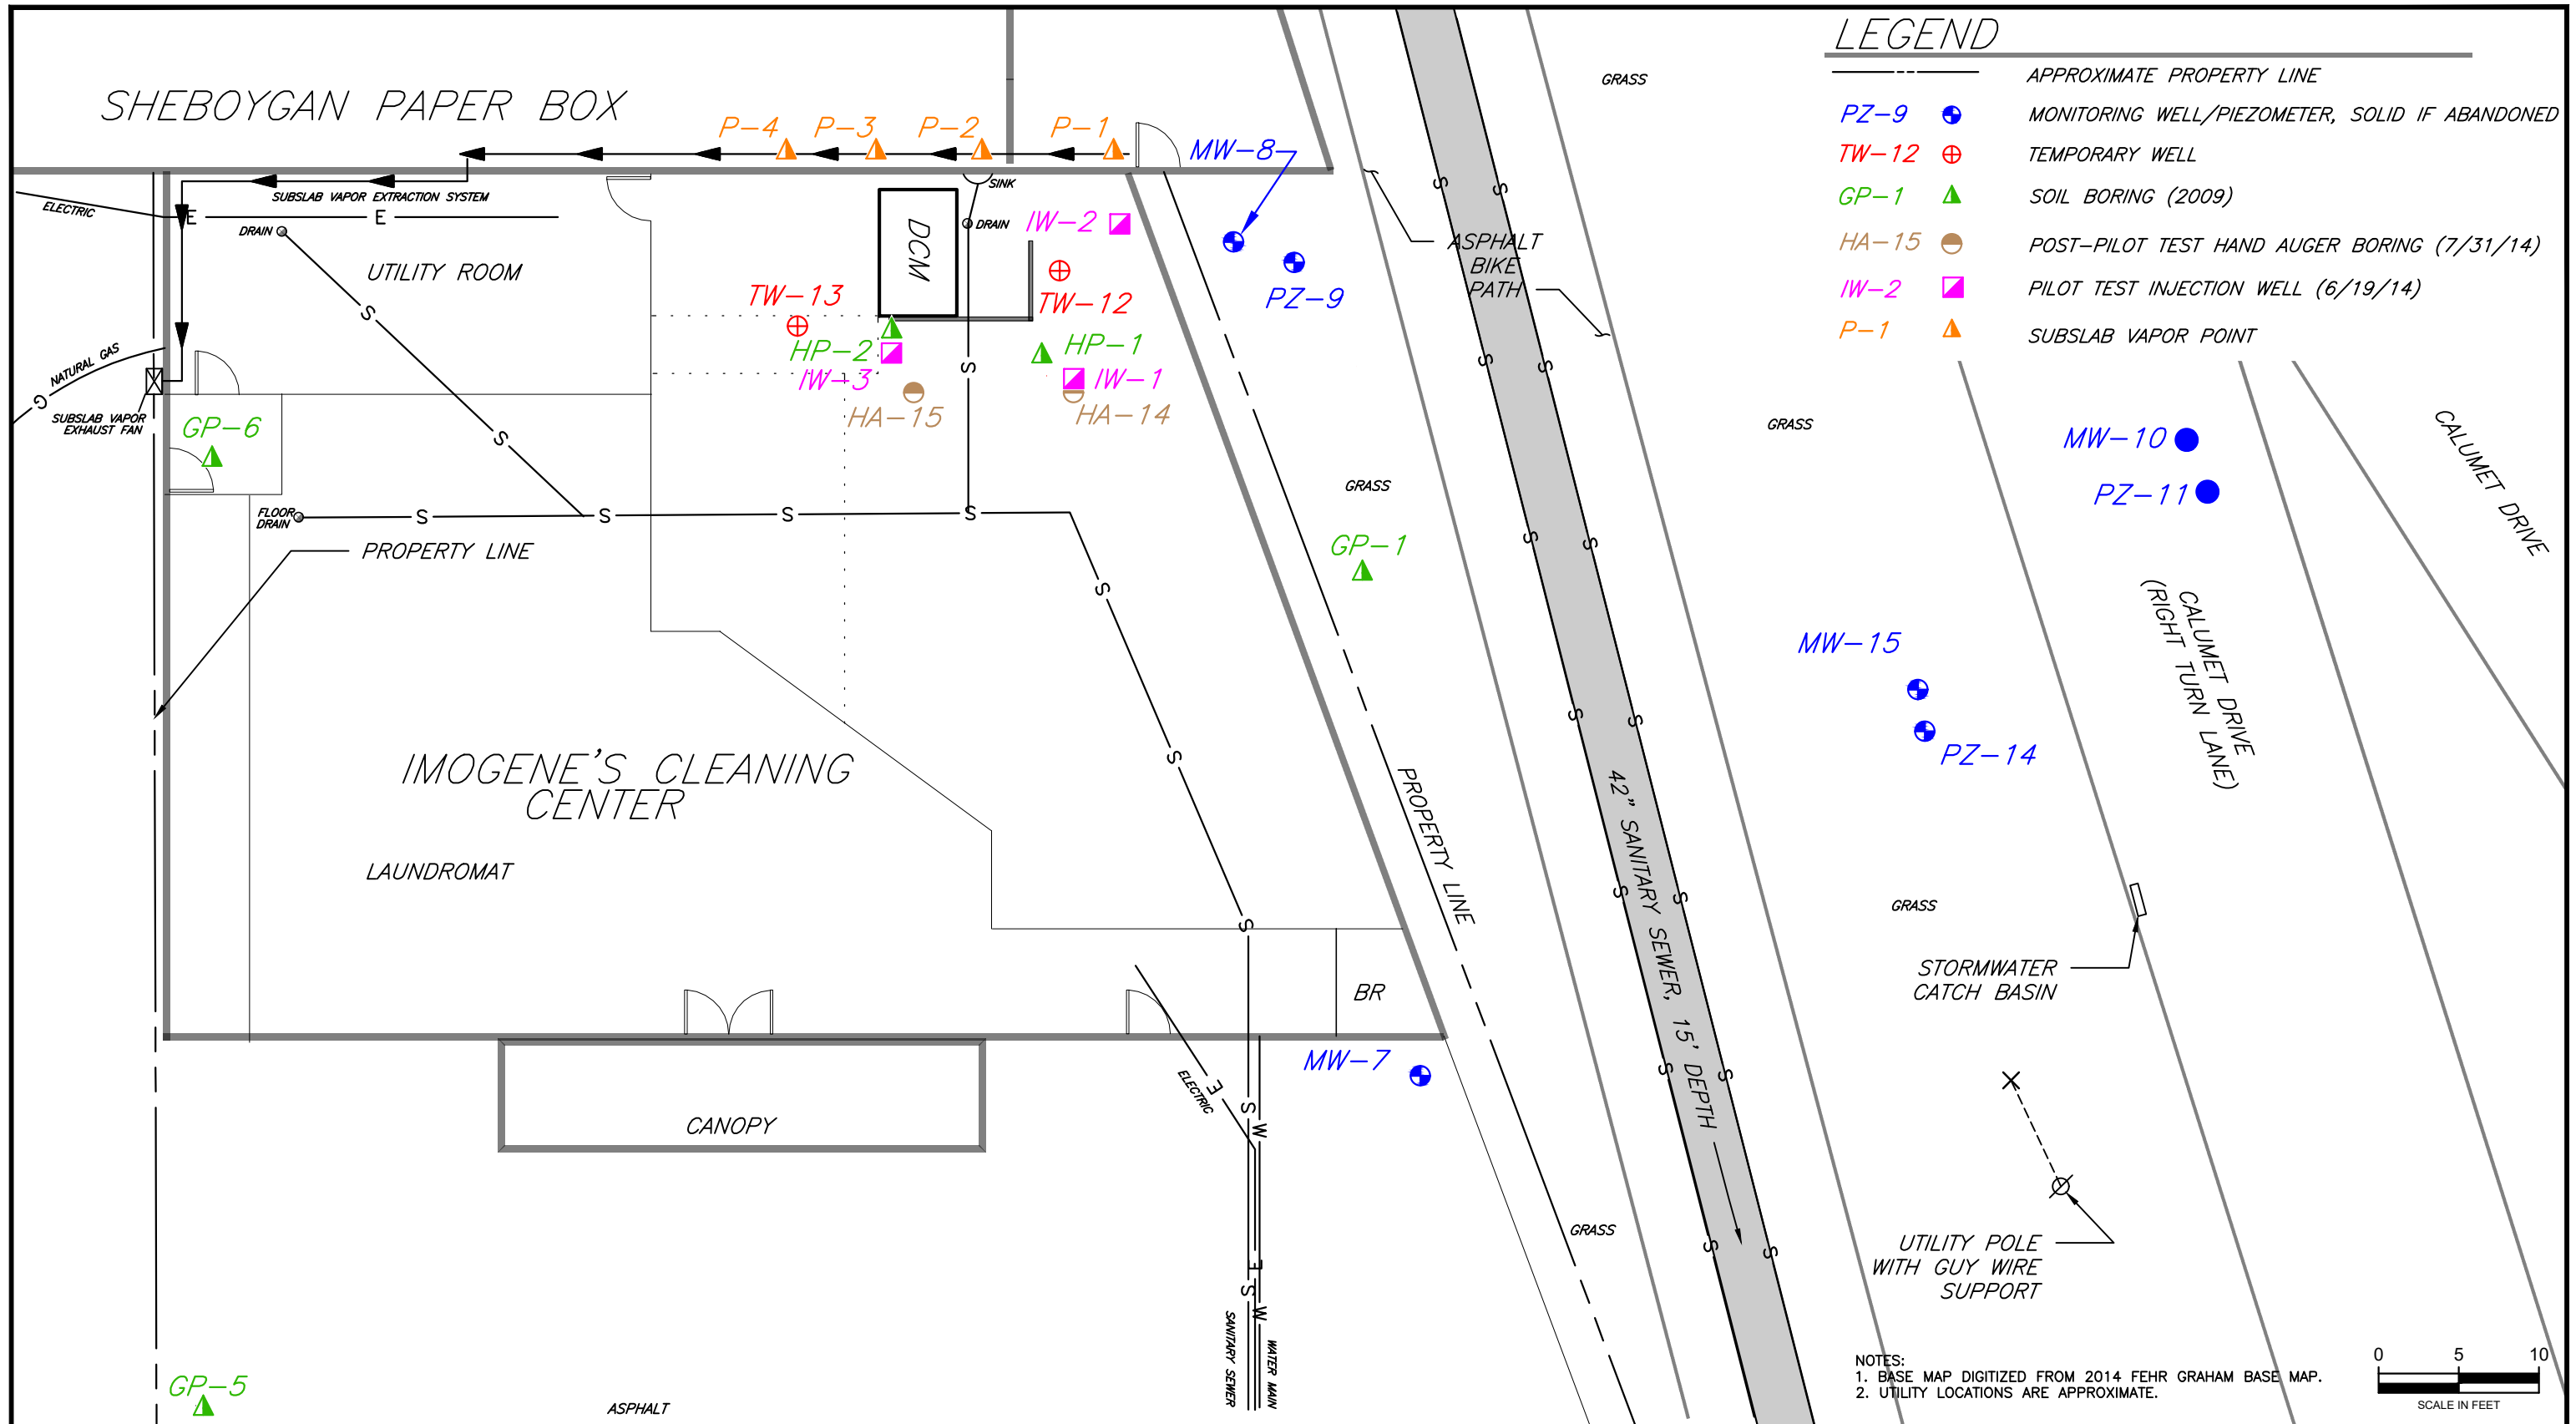 LEGEND
APPROXIMATE PROPERTY LINE
PZ-9 MONITORING WELL/PIEZOMETER, SOLID IF ABANDONED
TW-12 TEMPORARY WELL
GP-1 SOIL BORING (2009)
HA-15 POST-PILOT TEST HAND AUGER BORING (7/31/14)
IW-2 PILOT TEST INJECTION WELL (6/19/14)
P-1 SUBSLAB VAPOR POINT
SHEBOYGAN PAPER BOX
P-4
P-3
P-2
P-1
MW-8
GRASS
ELECTRIC
SUBSLAB VAPOR EXTRACTION SYSTEM
E
E
SINK
DRAIN
DRAIN
IW-2
DCM
UTILITY ROOM
TW-13
TW-12
PZ-9
ASPHALT
BIKE
PATH
HP-2
HP-1
IW-3
IW-1
HA-15
HA-14
NATURAL GAS
G
SUBSLAB VAPOR
EXHAUST FAN
GP-6
GRASS
MW-10
PZ-11
CALUMET DRIVE
GRASS
GP-1
FLOOR
DRAIN
S
S
S
S
S
S
S
S
S
S
PROPERTY LINE
CALUMET DRIVE
(RIGHT TURN LANE)
MW-15
PZ-14
IMOGENE'S CLEANING
CENTER
LAUNDROMAT
PROPERTY LINE
42" SANITARY SEWER, 15' DEPTH
S
S
S
S
S
S
S
S
S
S
S
S
S
S
GRASS
STORMWATER
CATCH BASIN
BR
MW-7
CANOPY
E
ELECTRIC
S
W
E
S
W
SANITARY SEWER
WATER MAIN
GRASS
UTILITY POLE
WITH GUY WIRE
SUPPORT
GP-5
ASPHALT
NOTES:
1. BASE MAP DIGITIZED FROM 2014 FEHR GRAHAM BASE MAP.
2. UTILITY LOCATIONS ARE APPROXIMATE.
0 5 10
SCALE IN FEET